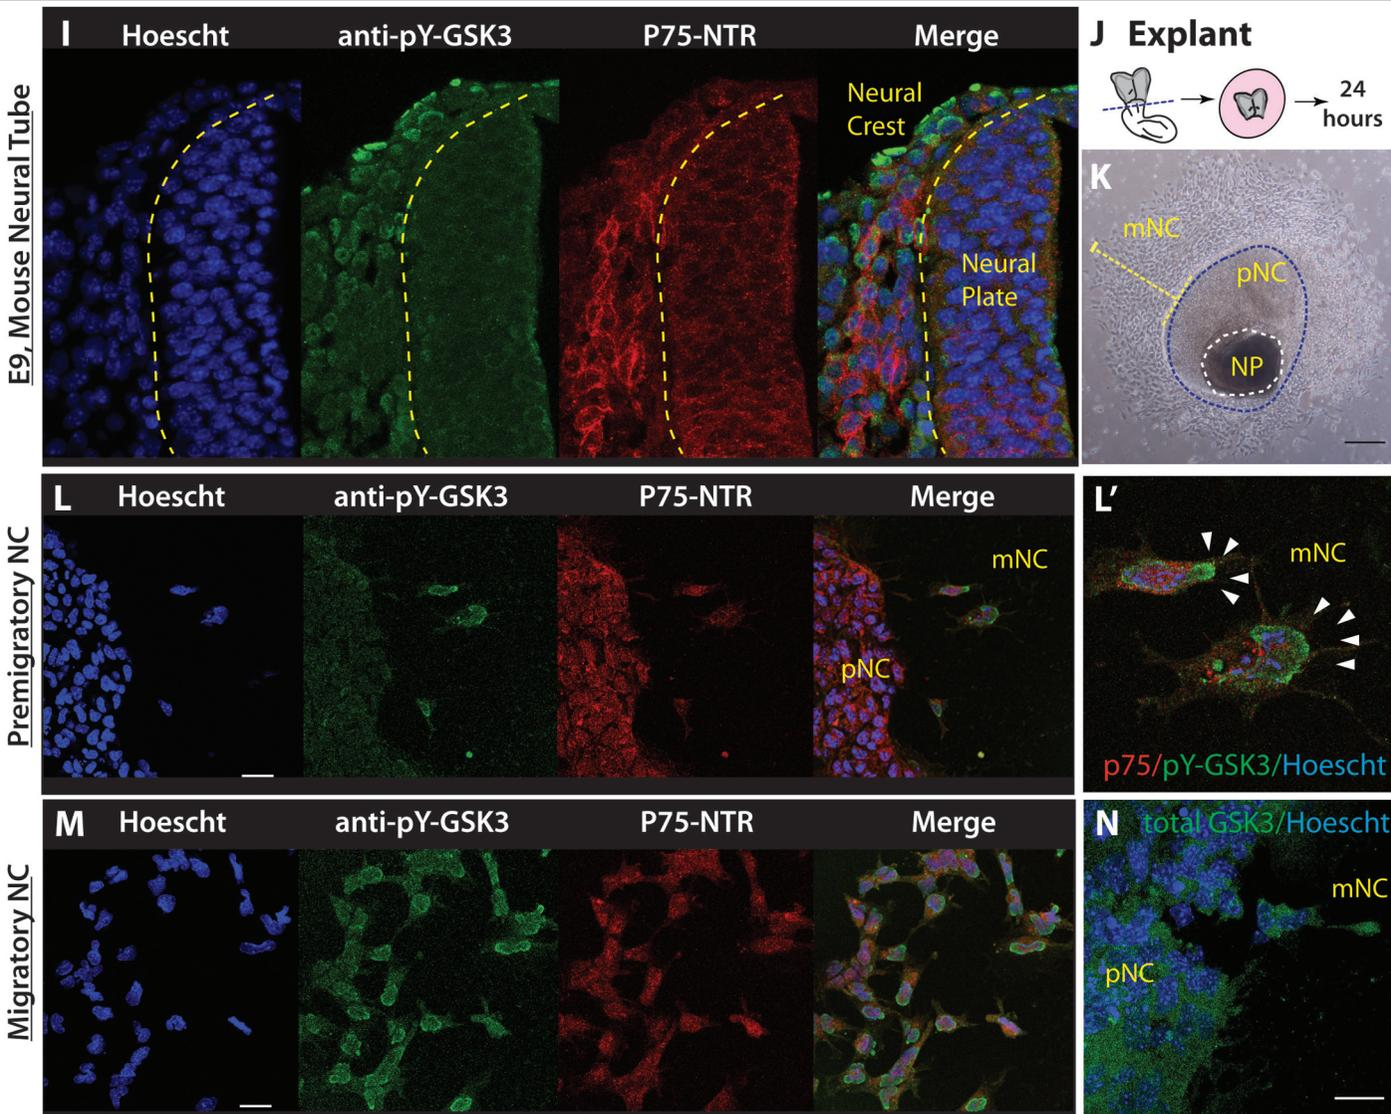 I Hoescht anti-pY-GSK3 P75-NTR Merge
E9, Mouse Neural Tube
Neural
Crest
Neural
Plate
J Explant
24
hours
K
mNC
pNC
NP
L Hoescht anti-pY-GSK3 P75-NTR Merge
Premigratory NC
mNC
pNC
L’
mNC
p75/pY-GSK3/Hoescht
M Hoescht anti-pY-GSK3 P75-NTR Merge
Migratory NC
N total GSK3/Hoescht
mNC
pNC